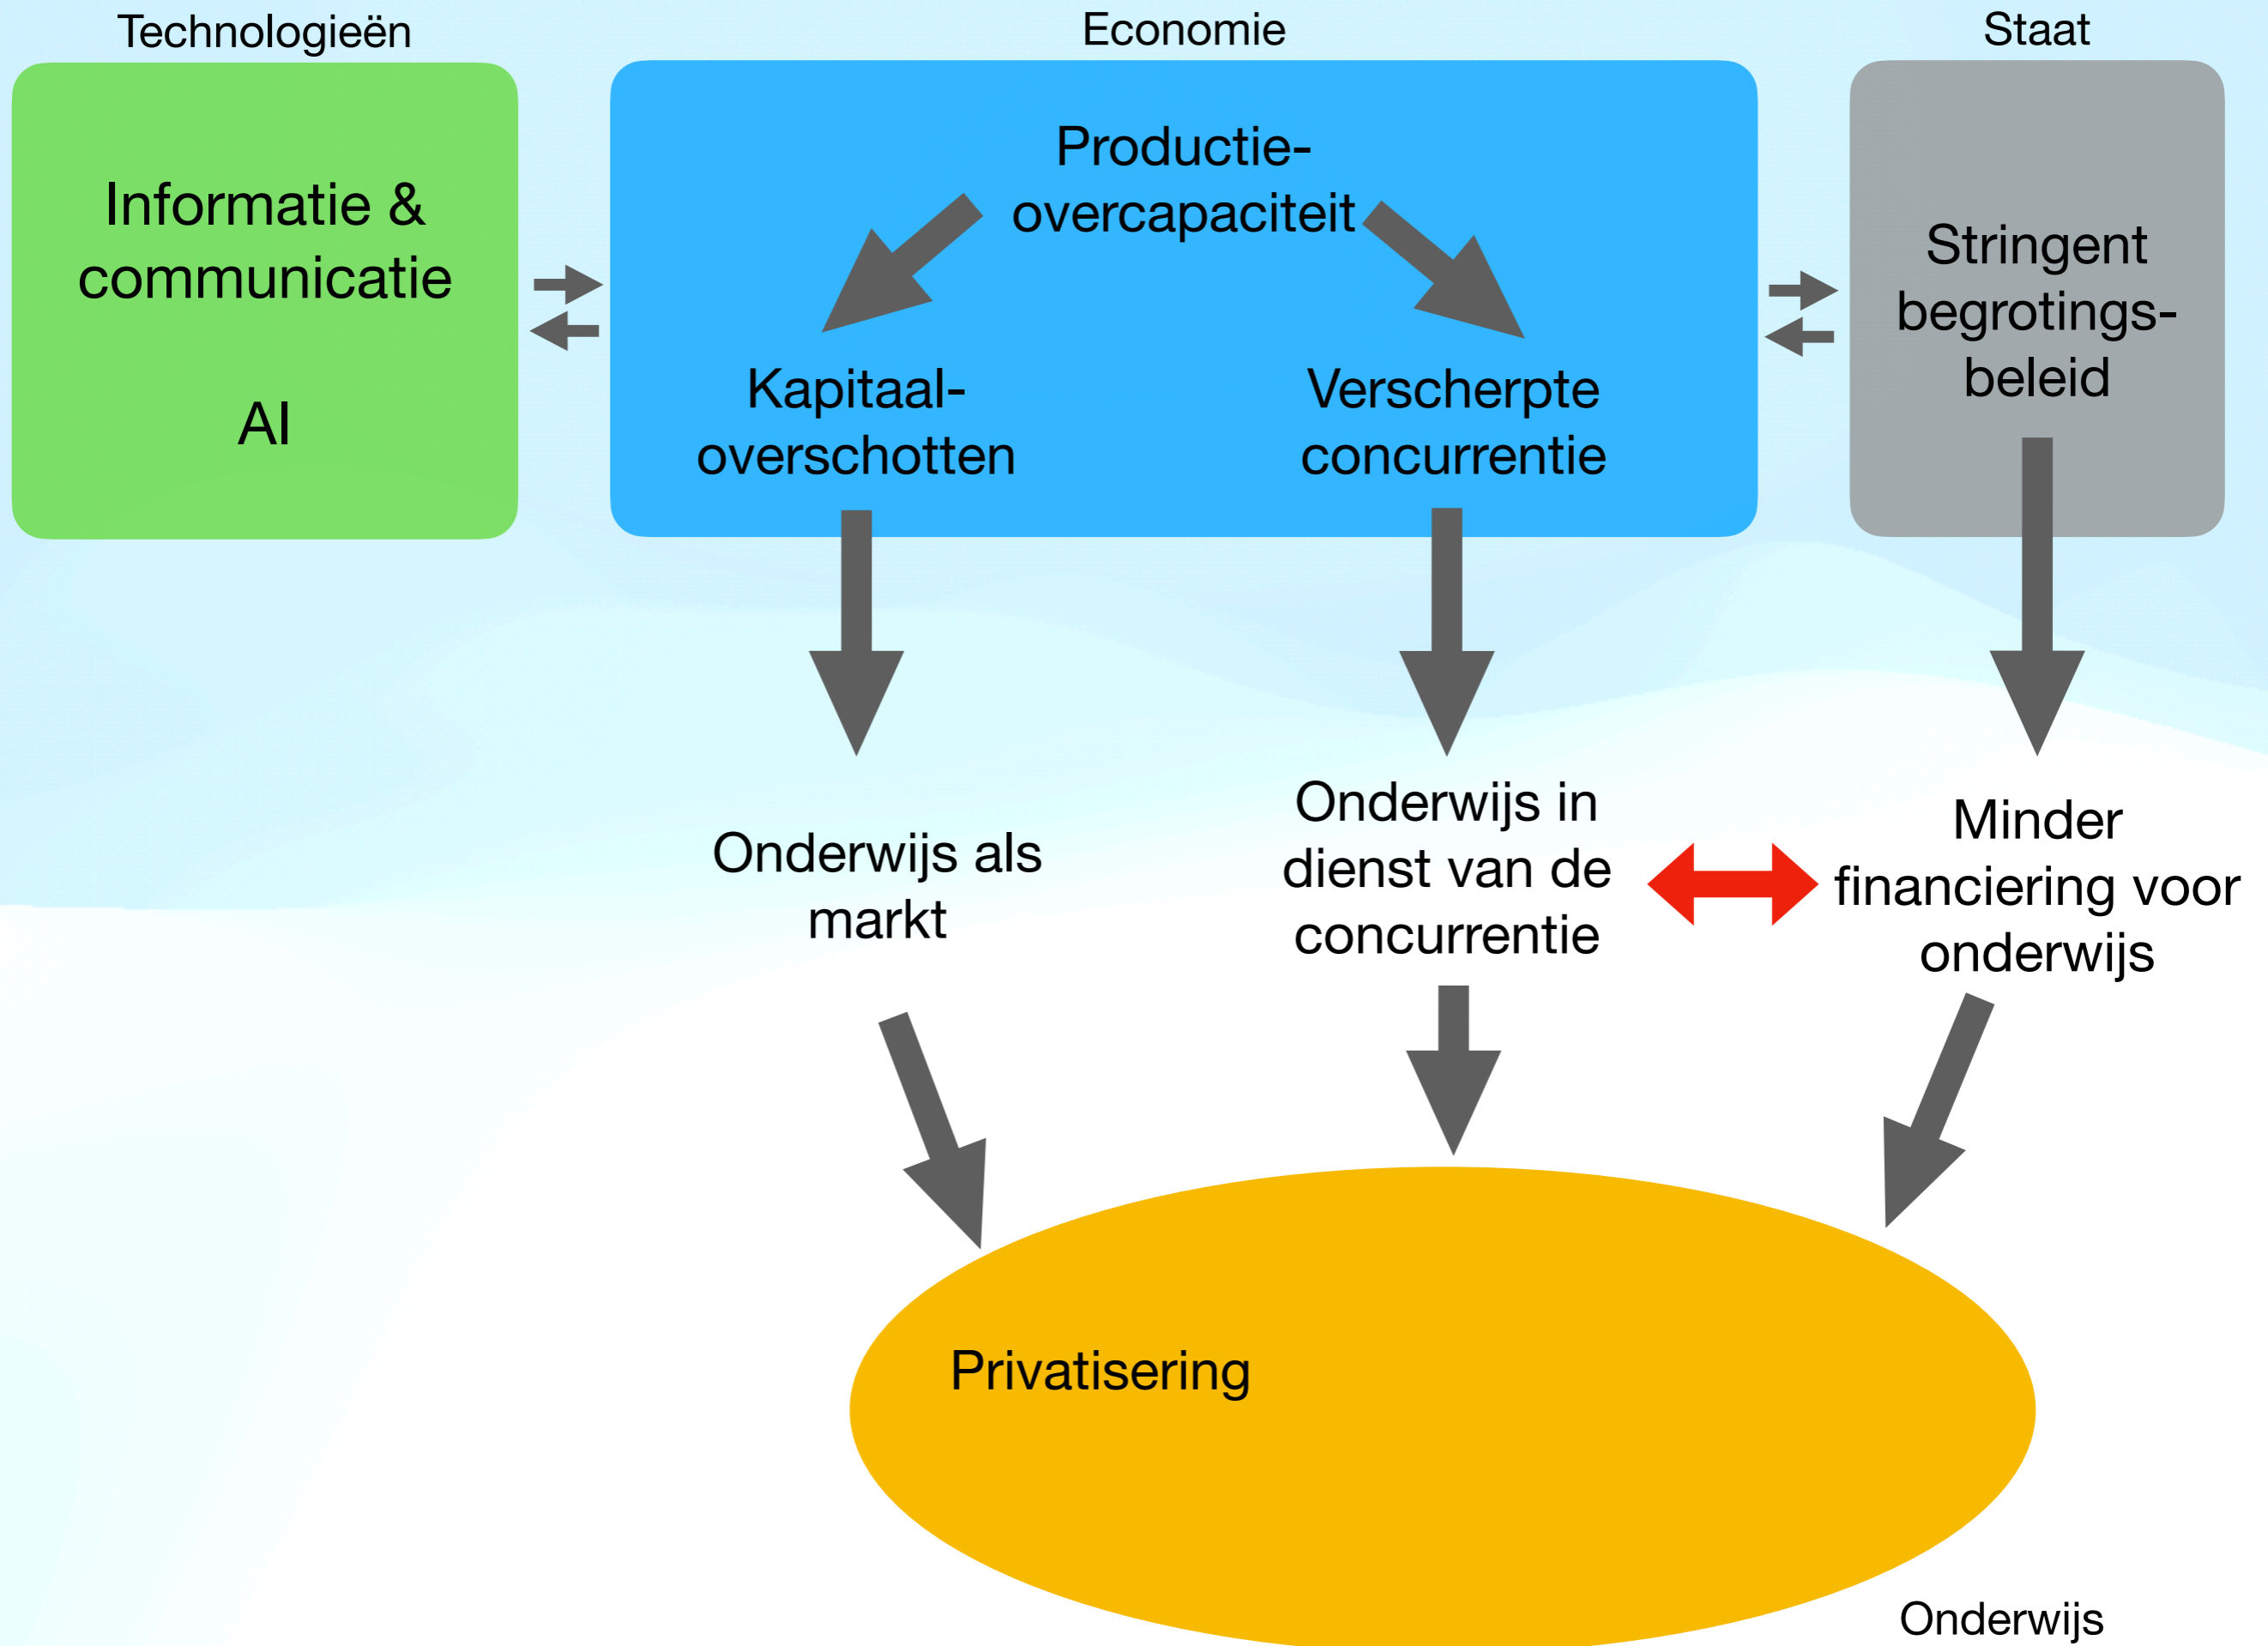 Technologieën
Economie
Staat
Informatie &
communicatie
AI
Productie-
overcapaciteit
Kapitaal-
overschotten
Verscherpte
concurrentie
Stringent
begrotings-
beleid
Onderwijs als
markt
Onderwijs in
dienst van de
concurrentie
Minder
financiering voor
onderwijs
Privatisering
Onderwijs